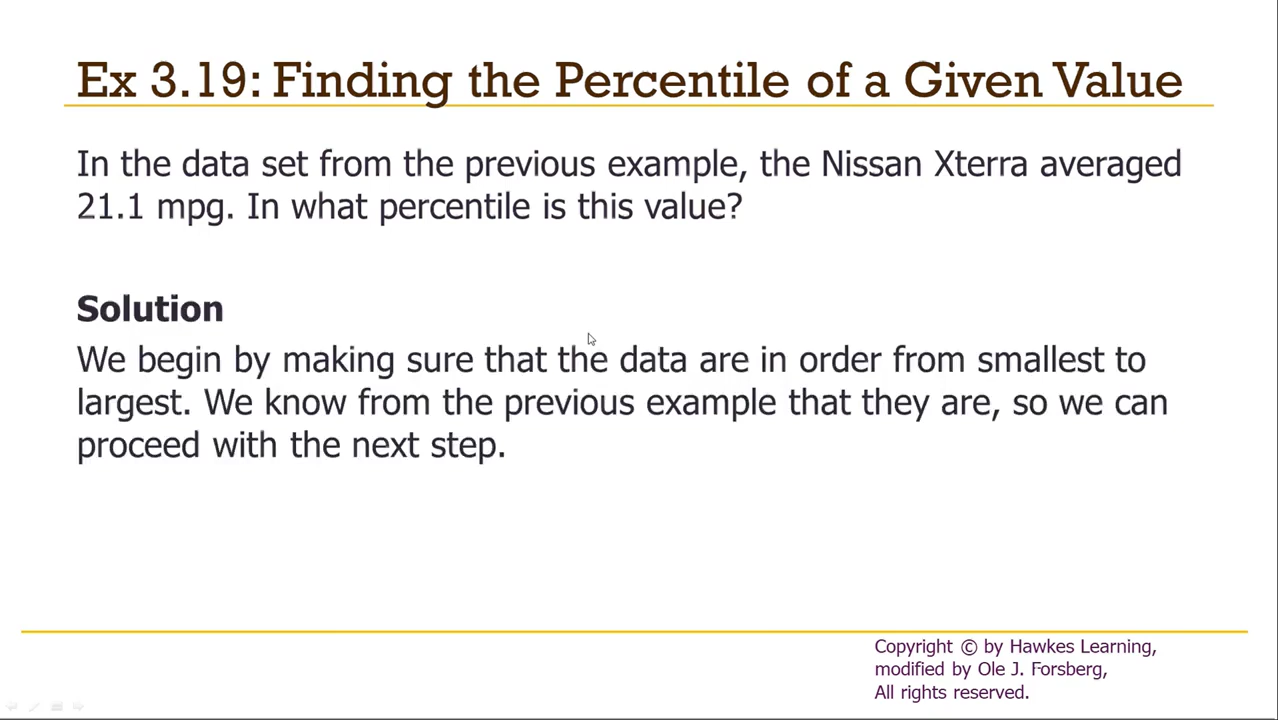 Ex 3.19: Finding the Percentile of a Given Value
In the data set from the previous example, the Nissan Xterra averaged
21.1 mpg. In what percentile is this value?
Solution
We begin by making sure that the data are in order from smallest to
largest. We know from the previous example that they are, so we can
proceed with the next step.
Copyright © by Hawkes Learning,
modified by Ole J. Forsberg,
All rights reserved.